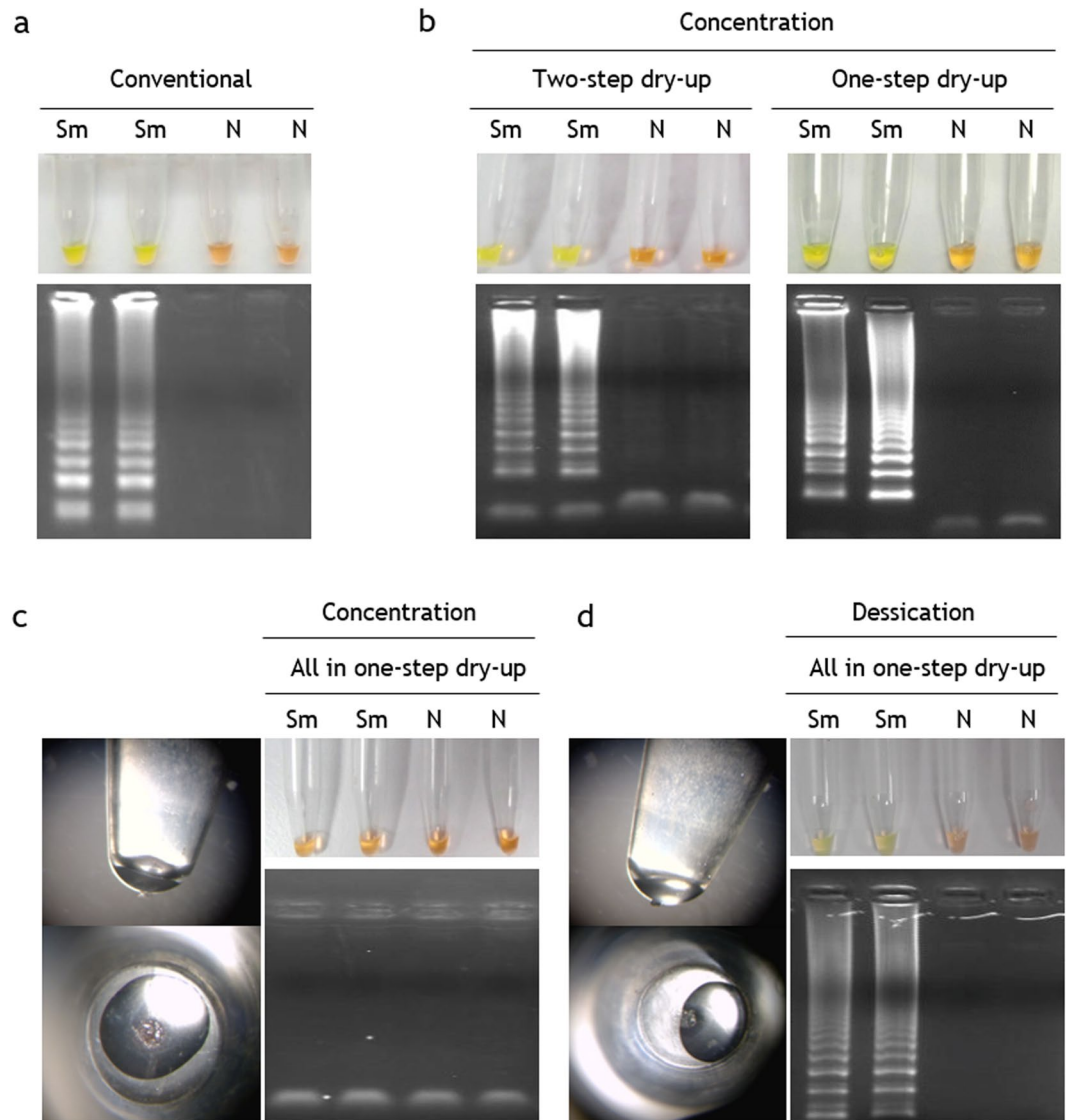 a
Conventional
Sm Sm N N
b
Concentration
Two-step dry-up One-step dry-up
Sm Sm N N Sm Sm N N
c
Concentration
All in one-step dry-up
Sm Sm N N
d
Dessication
All in one-step dry-up
Sm Sm N N